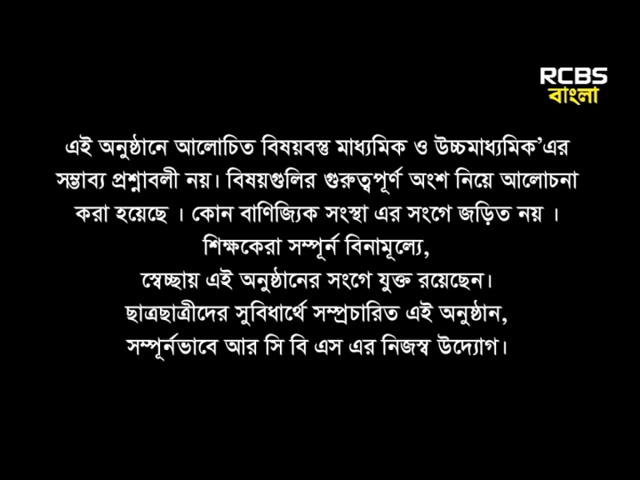 RCBS
বাংলা
এই অনুষ্ঠানে আলোচিত বিষয়বস্তু মাধ্যমিক ও উচ্চমাধ্যমিক’এর
সম্ভাব্য প্রশ্নাবলী নয়। বিষয়গুলির গুরুত্বপূর্ণ অংশ নিয়ে আলোচনা
করা হয়েছে । কোন বাণিজ্যিক সংস্থা এর সংগে জড়িত নয় ।
শিক্ষকেরা সম্পূর্ন বিনামূল্যে,
স্বেচ্ছায় এই অনুষ্ঠানের সংগে যুক্ত রয়েছেন।
ছাত্রছাত্রীদের সুবিধার্থে সম্প্রচারিত এই অনুষ্ঠান,
সম্পূর্নভাবে আর সি বি এস এর নিজস্ব উদ্যোগ।